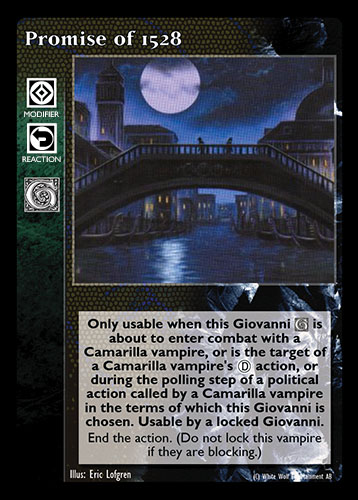 Promise of 1528
MODIFIER
REACTION
Only usable when this Giovanni G is
about to enter combat with a
Camarilla vampire, or is the target of
a Camarilla vampire's D action, or
during the polling step of a political
action called by a Camarilla vampire
in the terms of which this Giovanni is
chosen. Usable by a locked Giovanni.
End the action. (Do not lock this vampire
if they are blocking.)
Illus: Eric Lofgren
(C) White Wolf Entertainment AB